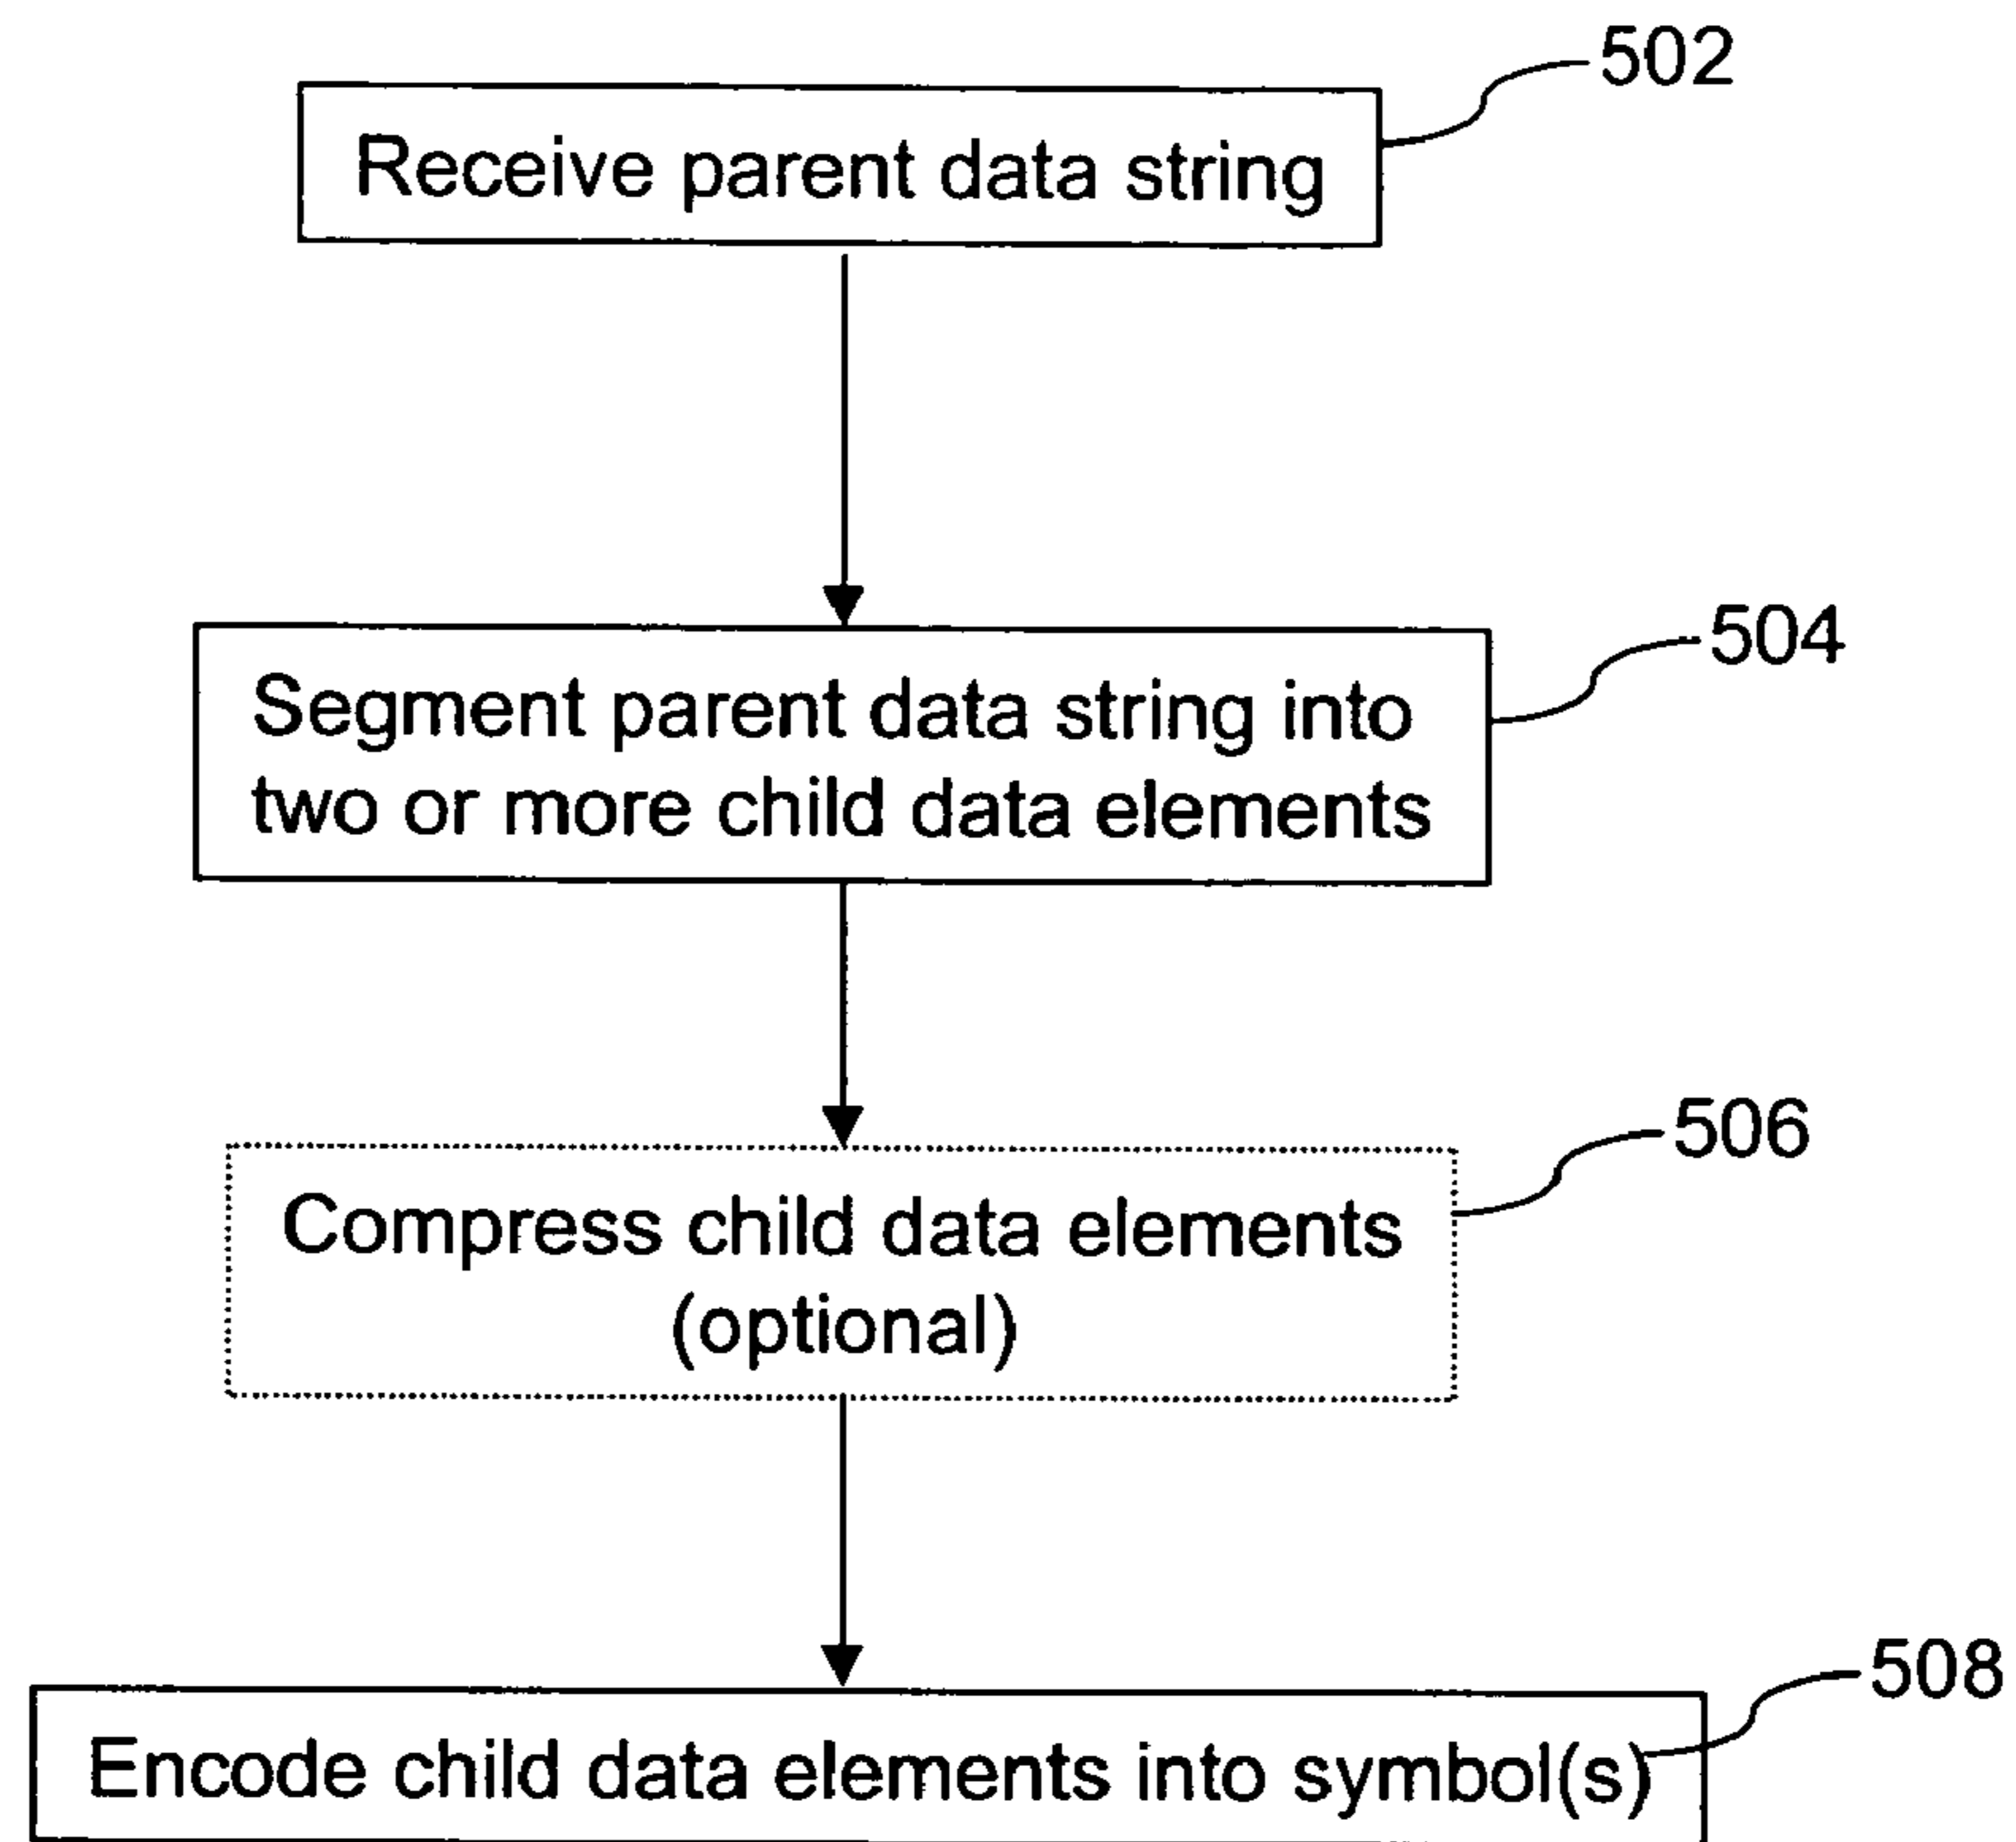 502
Receive parent data string
504
Segment parent data string into
two or more child data elements
506
Compress child data elements
(optional)
508
Encode child data elements into symbol(s)